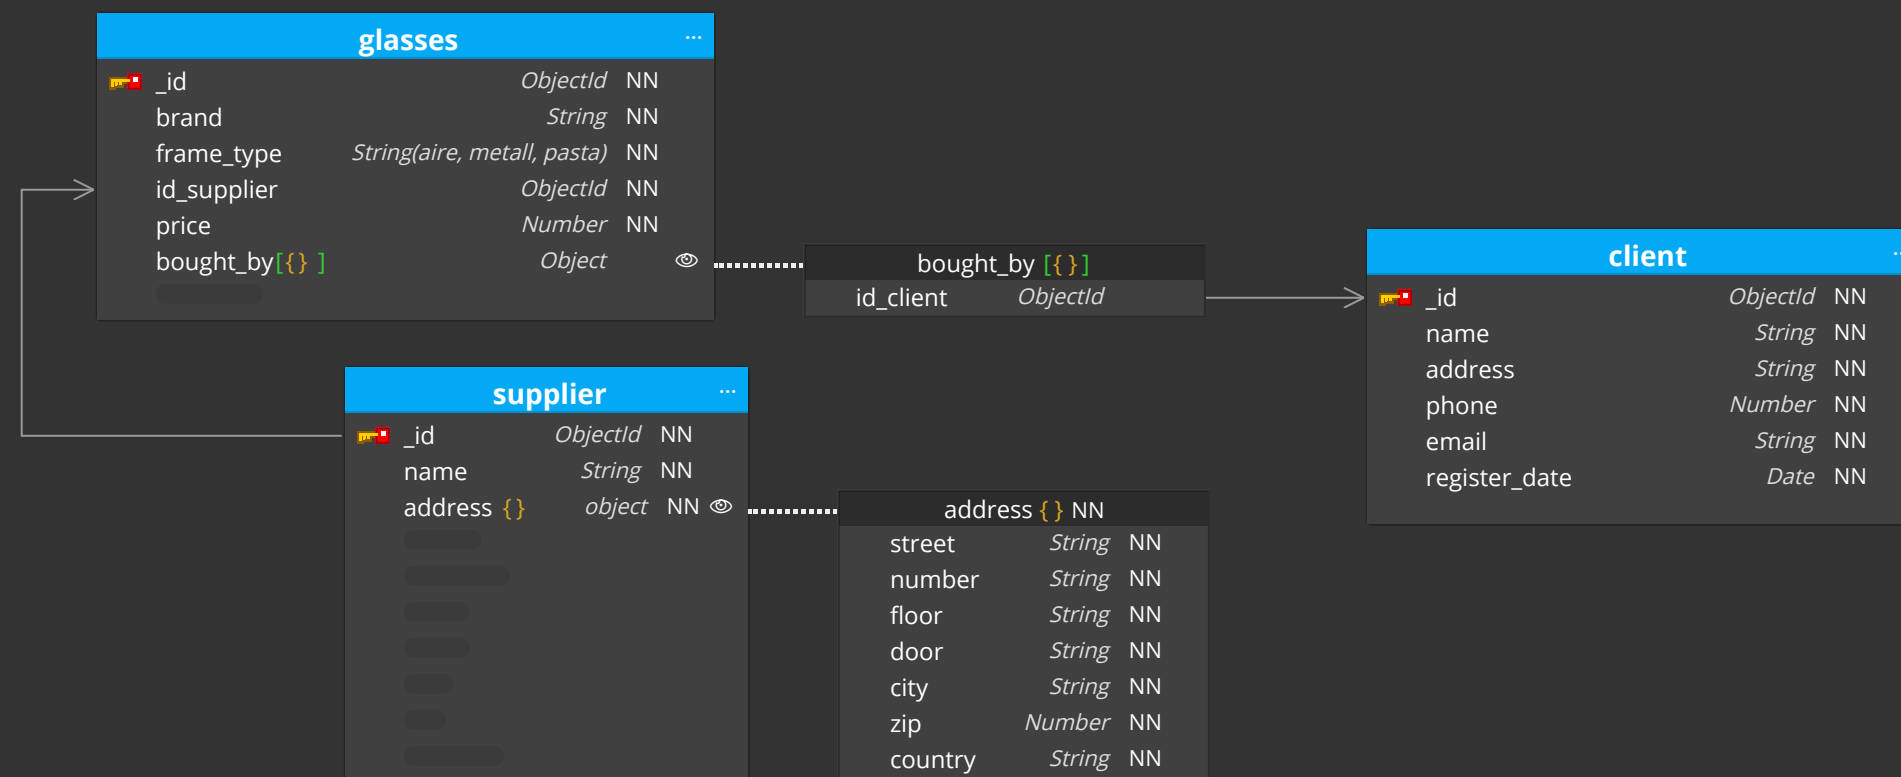 glasses ...
_id ObjectId NN
brand String NN
frame_type String(aire, metall, pasta) NN
id_supplier ObjectId NN
price Number NN
bought_by[{} ] Object
bought_by [{}]
id_client ObjectId
client
_id ObjectId NN
name String NN
address String NN
phone Number NN
email String NN
register_date Date NN
supplier ...
_id ObjectId NN
name String NN
address {} object NN
address {} NN
street String NN
number String NN
floor String NN
door String NN
city String NN
zip Number NN
country String NN